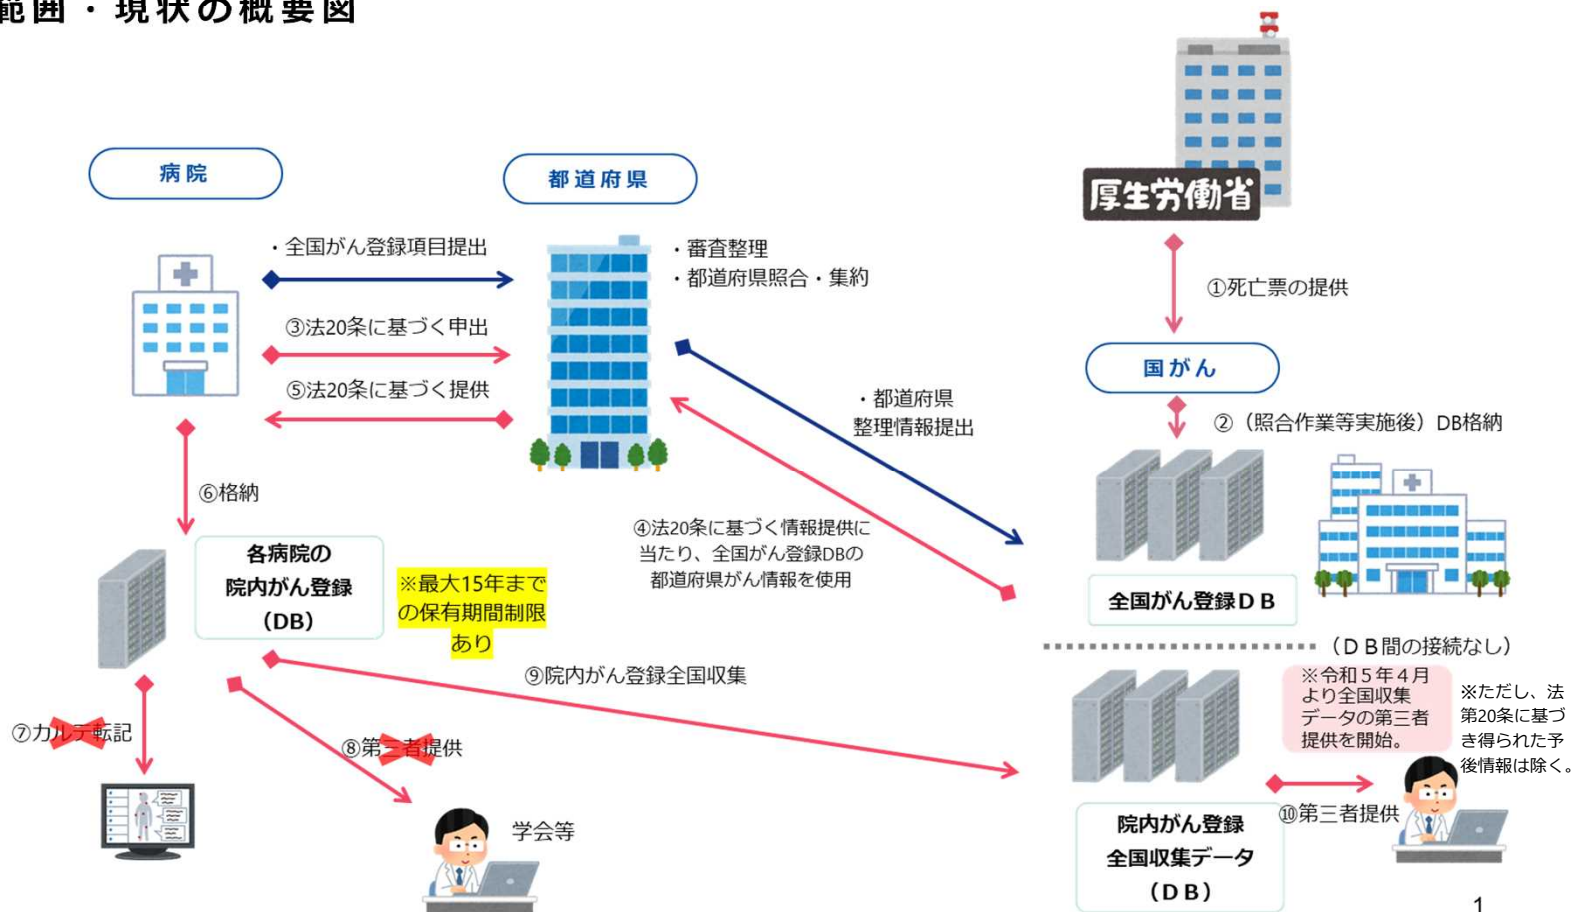 範囲・現状の概要図
病院
都道府県
厚生労働省
・全国がん登録項目提出
・審査整理
・都道府県照合・集約
①死亡票の提供
③法20条に基づく申出
国がん
⑤法20条に基づく提供
・都道府県
整理情報提出
②（照合作業等実施後）DB格納
⑥格納
④法20条に基づく情報提供に
当たり、全国がん登録DBの
都道府県がん情報を使用
各病院の
院内がん登録
（DB）
※最大15年まで
の保有期間制限
あり
全国がん登録ＤＢ
（ＤＢ間の接続なし）
⑨院内がん登録全国収集
※令和５年４月
より全国収集
データの第三者
提供を開始。
※ただし、法
第20条に基づ
き得られた予
後情報は除く。
⑦カルテ転記
⑧第三者提供
学会等
⑩第三者提供
院内がん登録
全国収集データ
（ＤＢ）
1